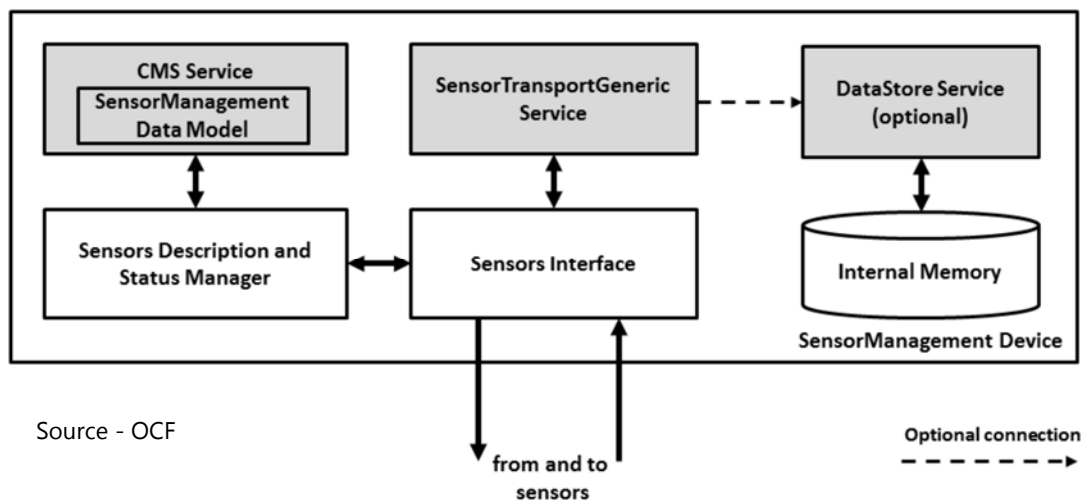 CMS Service
SensorManagement
Data Model
SensorTransportGeneric
Service
DataStore Service
(optional)
Sensors Description and
Status Manager
Sensors Interface
Internal Memory
SensorManagement Device
Source - OCF
Optional connection
from and to
sensors